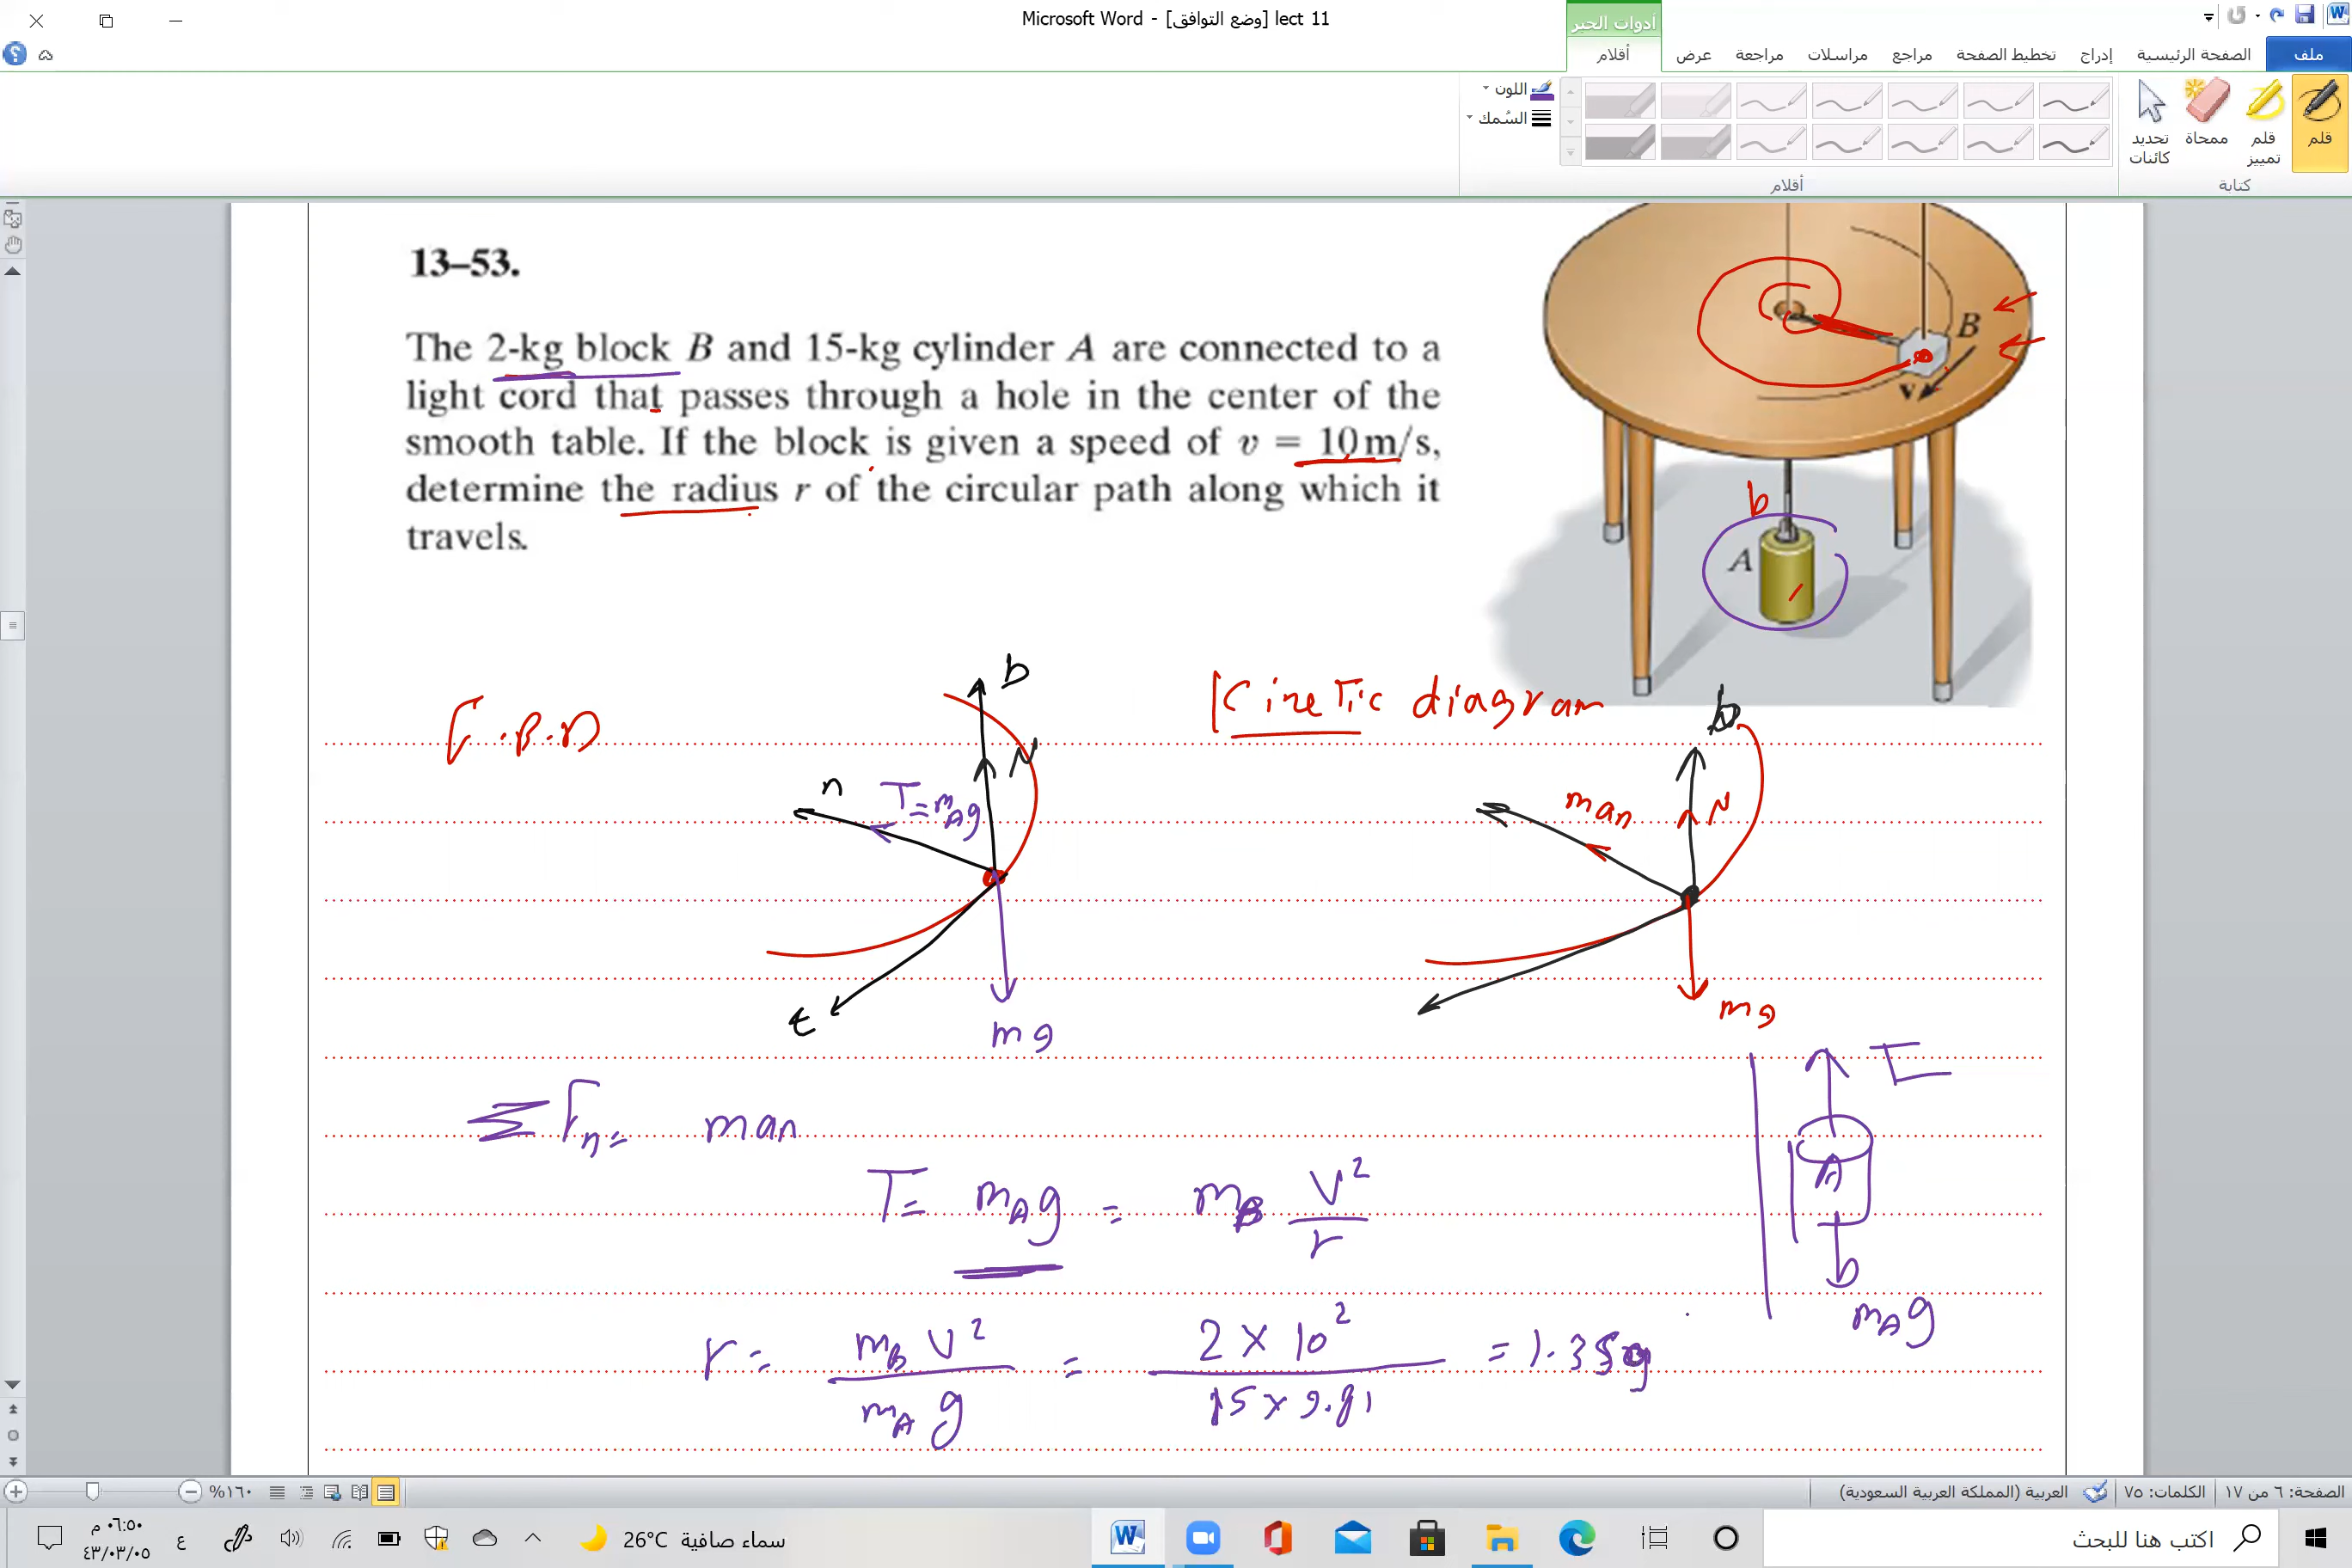 lect 11 [وضع التوافق] - Microsoft Word
أدوات الحبر
ملف
الصفحة الرئيسية
إدراج
تخطيط الصفحة
مراجع
مراسلات
مراجعة
عرض
أقلام
قلم
قلم تمييز
ممحاة
تحديد كائنات
اللون
السُمك
كتابة
أقلام
13–53.
The 2-kg block B and 15-kg cylinder A are connected to a
light cord that passes through a hole in the center of the
smooth table. If the block is given a speed of v = 10 m/s,
determine the radius r of the circular path along which it
travels.
B
v
b
A
F.B.D
b
N
n
T=mAg
t
mg
Kinetic diagram
b
man
N
mg
ΣFn= man
T= mAg = mB v²/r
T
A
mAg
r= mB v²/mA g = 2 x 10²/15 x 9.81 = 1.359
الصفحة: ٦ من ١٧
الكلمات: ٧٥
العربية (المملكة العربية السعودية)
%١٦٠
اكتب هنا للبحث
26°C سماء صافية
ع
٠٦:٥٠ م
٤٣/٠٣/٠٥